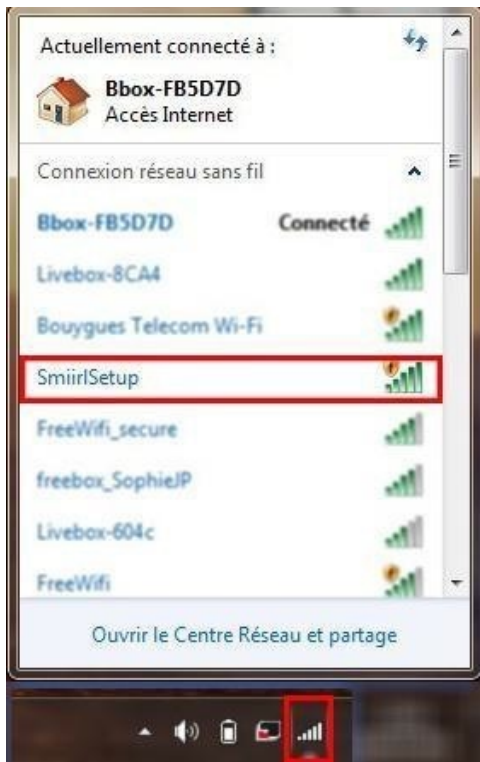 Actuellement connecté à :
Bbox-FB5D7D
Accès Internet
Connexion réseau sans fil
Bbox-FB5D7D Connecté
Livebox-8CA4
Bouygues Telecom Wi-Fi
SmiirlSetup
FreeWifi_secure
freebox_SophieJP
Livebox-604c
FreeWifi
Ouvrir le Centre Réseau et partage